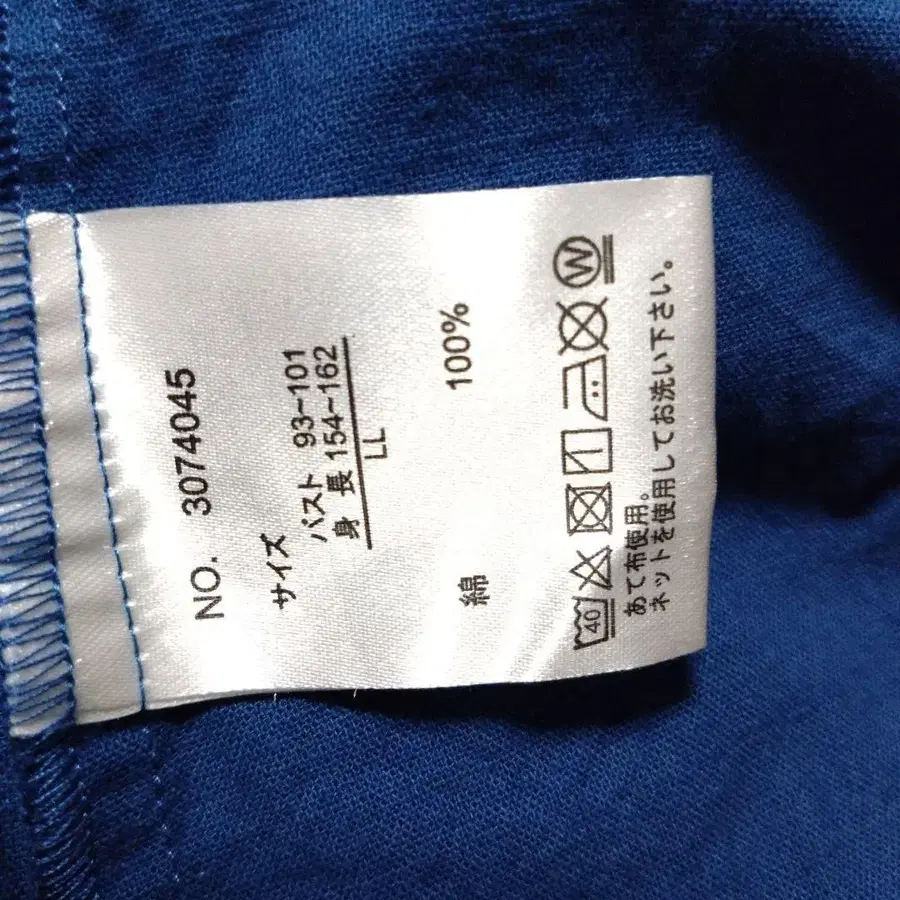 NO. 3074045
サイズ
バスト 93~101
身長 154~162
LL
綿 100%
40 W
あて布使用。
ネットを使用してお洗い下さい。